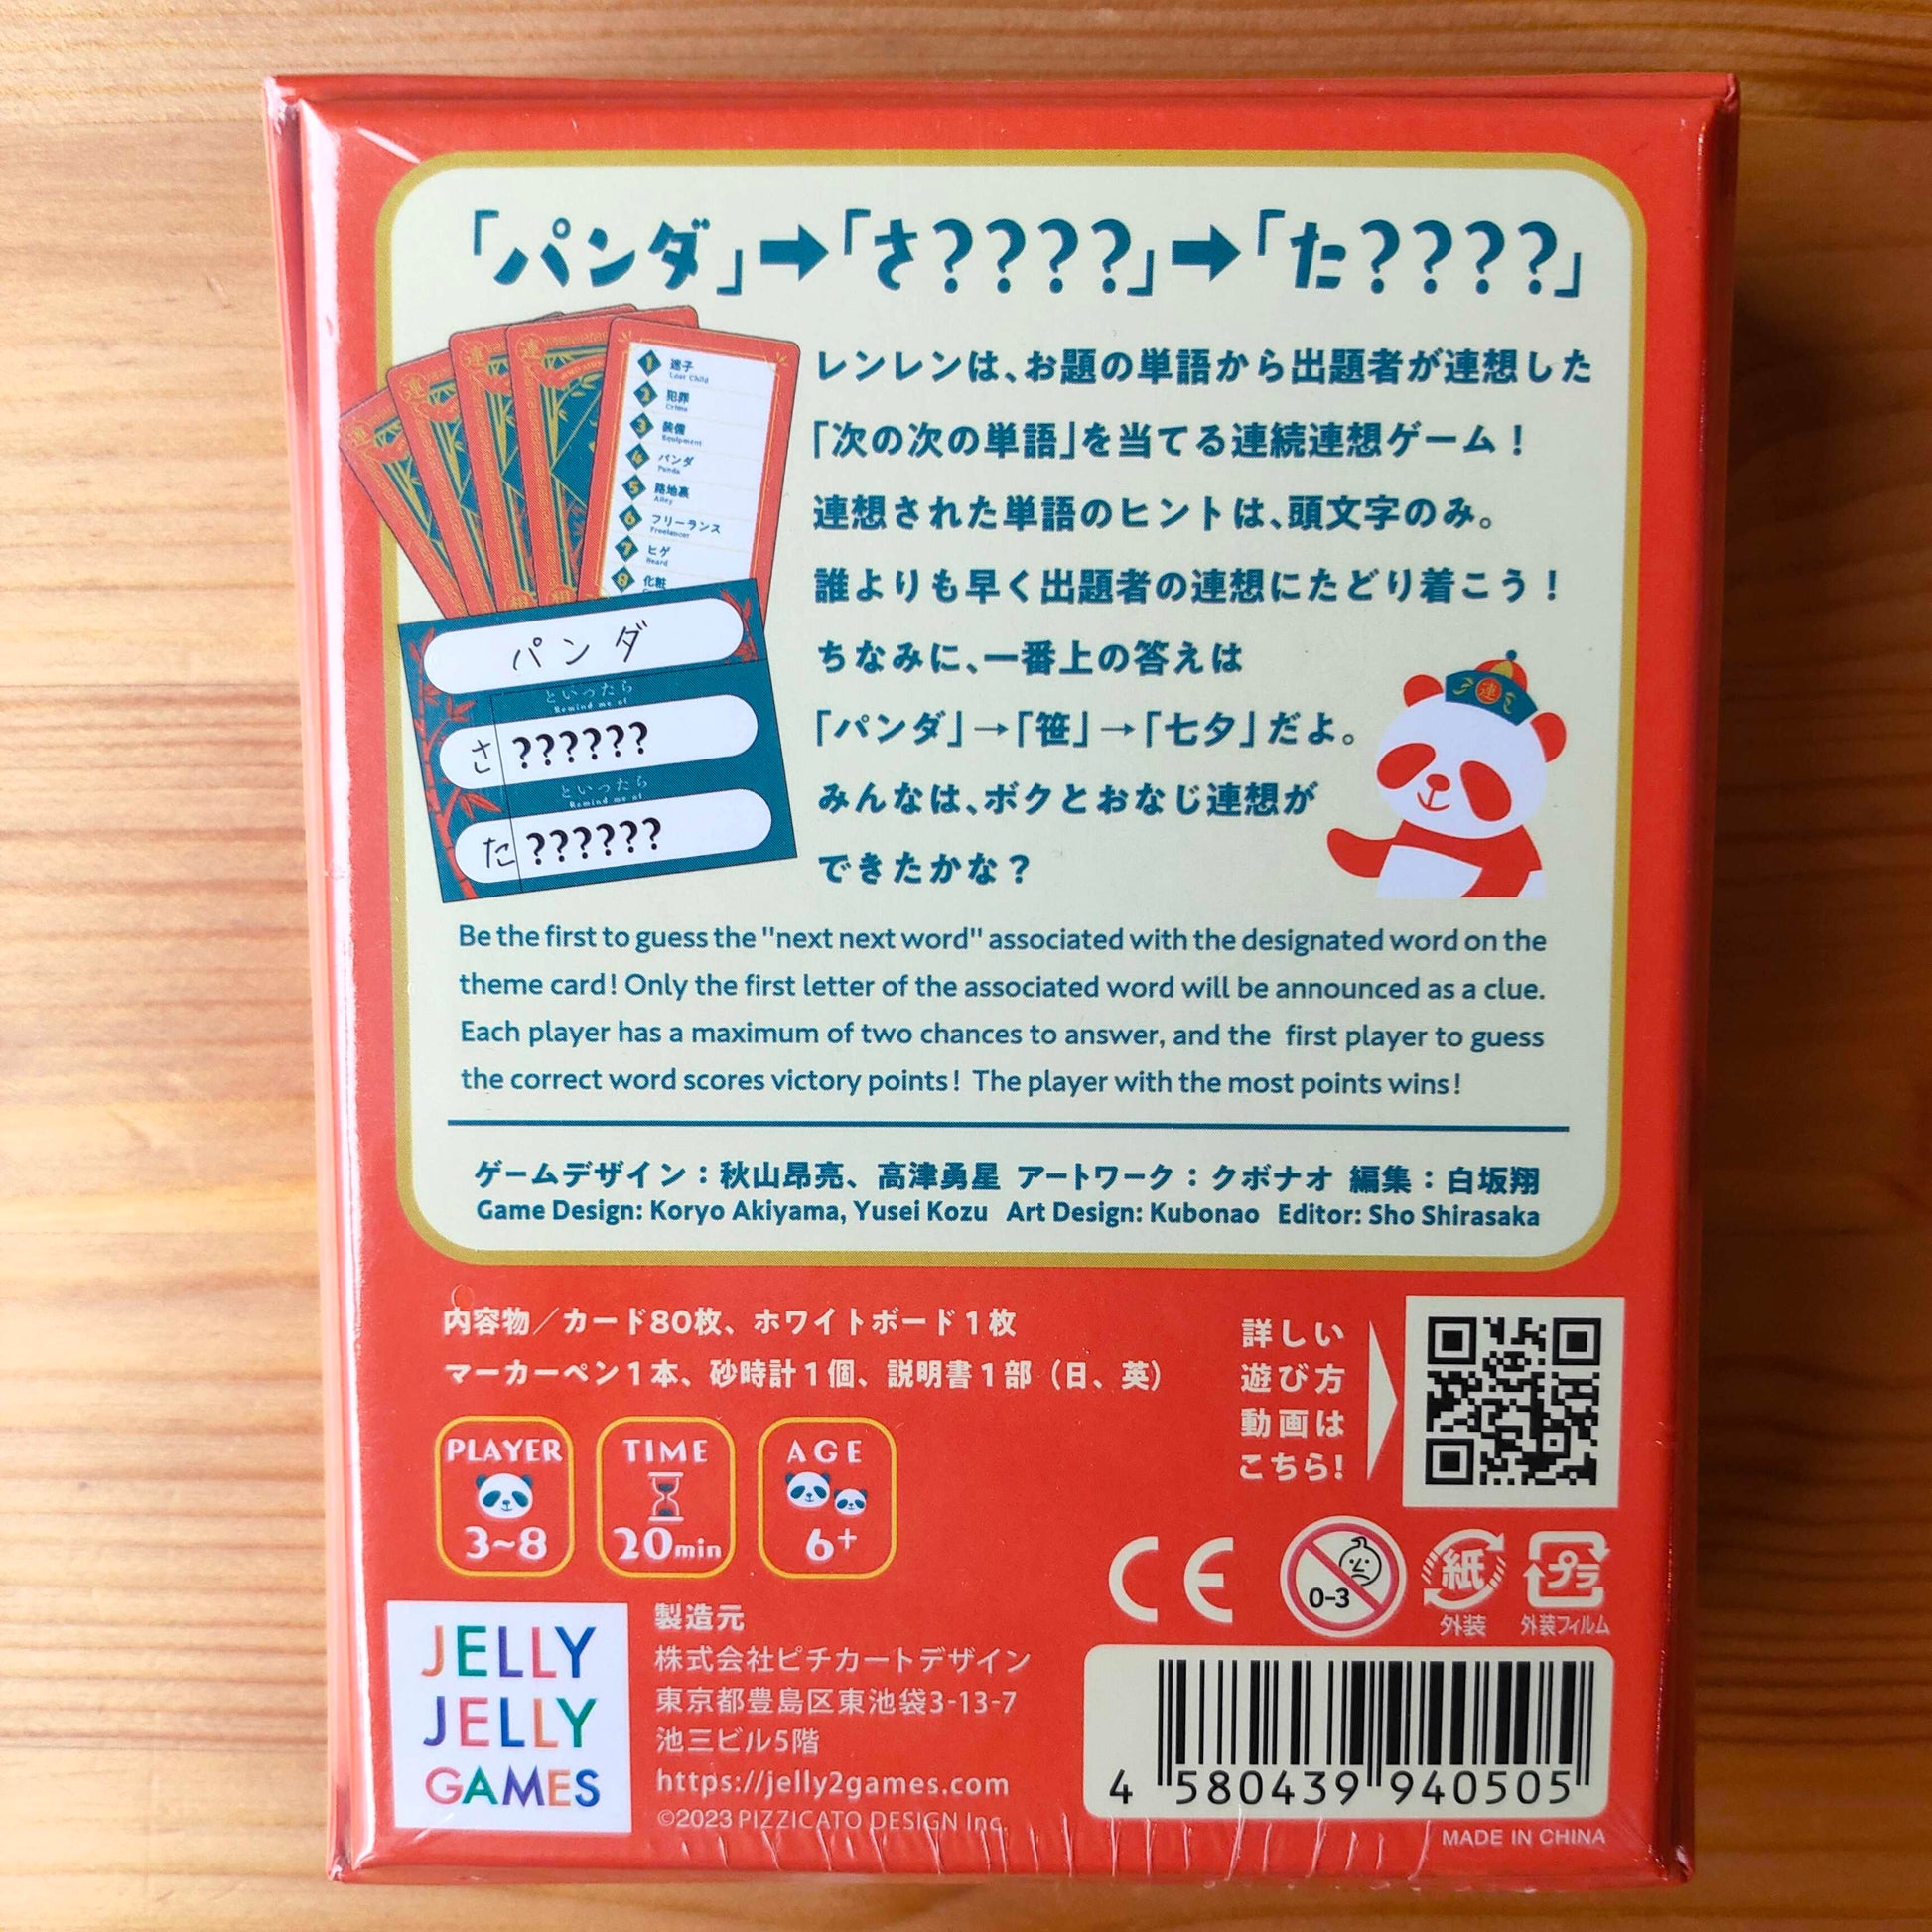 「パンダ」➡「さ????」➡「た????」
1 迷子
Lost Child
2 犯罪
Crime
3 装備
Equipment
4 パンダ
Panda
5 路地裏
Alley
6 フリーランス
Freelancer
7 ヒゲ
Beard
8 化粧
パンダ
といったら
Remind me of
さ ??????
といったら
Remind me of
た ??????
レンレンは、お題の単語から出題者が連想した
「次の次の単語」を当てる連続連想ゲーム！
連想された単語のヒントは、頭文字のみ。
誰よりも早く出題者の連想にたどり着こう！
ちなみに、一番上の答えは
「パンダ」→「笹」→「七夕」だよ。
みんなは、ボクとおなじ連想が
できたかな？
連
Be the first to guess the "next next word" associated with the designated word on the
theme card! Only the first letter of the associated word will be announced as a clue.
Each player has a maximum of two chances to answer, and the first player to guess
the correct word scores victory points! The player with the most points wins!
ゲームデザイン：秋山昂亮、高津勇星 アートワーク：クボナオ 編集：白坂翔
Game Design: Koryo Akiyama, Yusei Kozu Art Design: Kubonao Editor: Sho Shirasaka
内容物／カード80枚、ホワイトボード1枚
マーカーペン1本、砂時計1個、説明書1部（日、英）
詳しい
遊び方
動画は
こちら!
PLAYER
3~8
TIME
20min
AGE
6+
CE
0-3
紙
外装
プラ
外装フィルム
JELLY
JELLY
GAMES
製造元
株式会社ピチカートデザイン
東京都豊島区東池袋3-13-7
池三ビル5階
https://jelly2games.com
©2023 PIZZICATO DESIGN Inc.
4 580439 940505
MADE IN CHINA